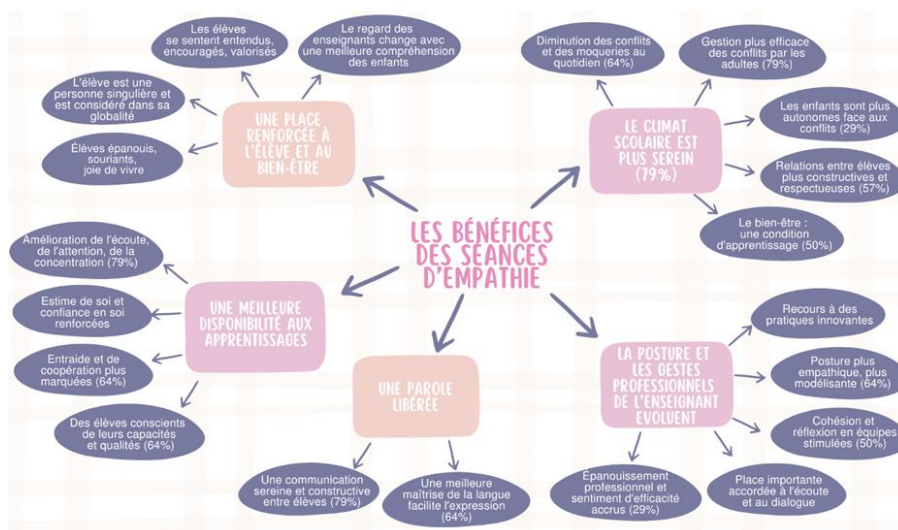 Les élèves
se sentent entendus,
encouragés, valorisés
Le regard des
enseignants change avec
une meilleure compréhension
des enfants
L'élève est une
personne singulière et
est considéré dans sa
globalité
Élèves épanouis,
souriants,
joie de vivre
UNE PLACE
RENFORCÉE À
L'ÉLÈVE ET AU
BIEN-ÊTRE
Diminution des conflits
et des moqueries au
quotidien (64%)
Gestion plus efficace
des conflits par les
adultes (79%)
LE CLIMAT
SCOLAIRE EST
PLUS SEREIN
(79%)
Les enfants sont plus
autonomes face aux
conflits (29%)
Relations entre élèves
plus constructives et
respectueuses (57%)
Le bien-être :
une condition
d'apprentissage (50%)
LES BÉNÉFICES
DES SÉANCES
D'EMPATHIE
Amélioration de l'écoute,
de l'attention, de la
concentration (79%)
Estime de soi et
confiance en soi
renforcées
Entraide et de
coopération plus
marquées (64%)
Des élèves conscients
de leurs capacités et
qualités (64%)
UNE MEILLEURE
DISPONIBILITÉ AUX
APPRENTISSAGES
UNE PAROLE
LIBÉRÉE
Une communication
sereine et constructive
entre élèves (79%)
Une meilleure
maîtrise de la langue
facilite l'expression
(64%)
LA POSTURE ET
LES GESTES
PROFESSIONNELS
DE L'ENSEIGNANT
EVOLUENT
Recours à des
pratiques innovantes
Posture plus
empathique, plus
modélisante (64%)
Cohésion et
réflexion en équipes
stimulées (50%)
Place importante
accordée à l'écoute
et au dialogue
Épanouissement
professionnel et
sentiment d'efficacité
accrus (29%)